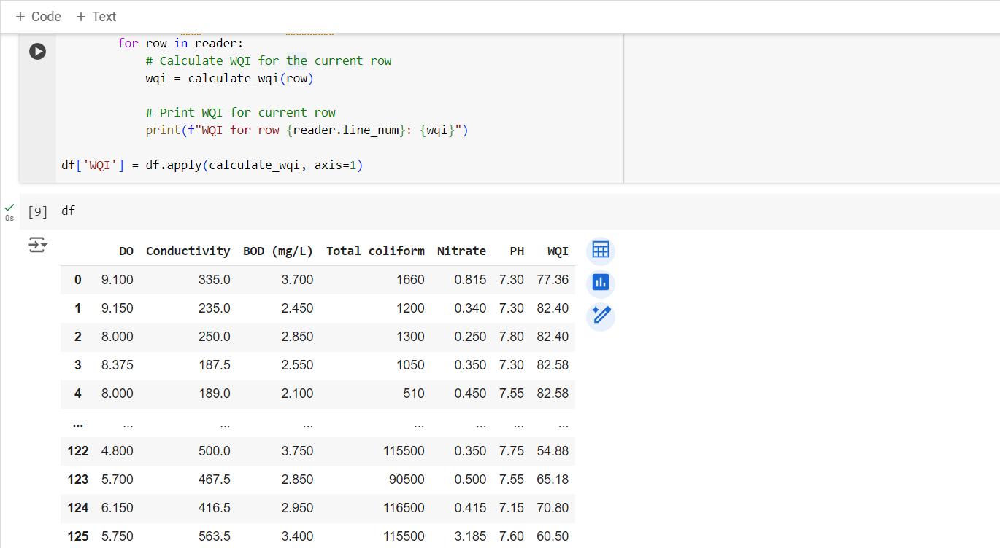 + Code + Text
for row in reader:
# Calculate WQI for the current row
wqi = calculate_wqi(row)
# Print WQI for current row
print(f"WQI for row {reader.line_num}: {wqi}")
df['WQI'] = df.apply(calculate_wqi, axis=1)
[9] df
0s
DO Conductivity BOD (mg/L) Total coliform Nitrate PH WQI
0 9.100 335.0 3.700 1660 0.815 7.30 77.36
1 9.150 235.0 2.450 1200 0.340 7.30 82.40
2 8.000 250.0 2.850 1300 0.250 7.80 82.40
3 8.375 187.5 2.550 1050 0.350 7.30 82.58
4 8.000 189.0 2.100 510 0.450 7.55 82.58
... ... ... ... ... ... ... ...
122 4.800 500.0 3.750 115500 0.350 7.75 54.88
123 5.700 467.5 2.850 90500 0.500 7.55 65.18
124 6.150 416.5 2.950 116500 0.415 7.15 70.80
125 5.750 563.5 3.400 115500 3.185 7.60 60.50